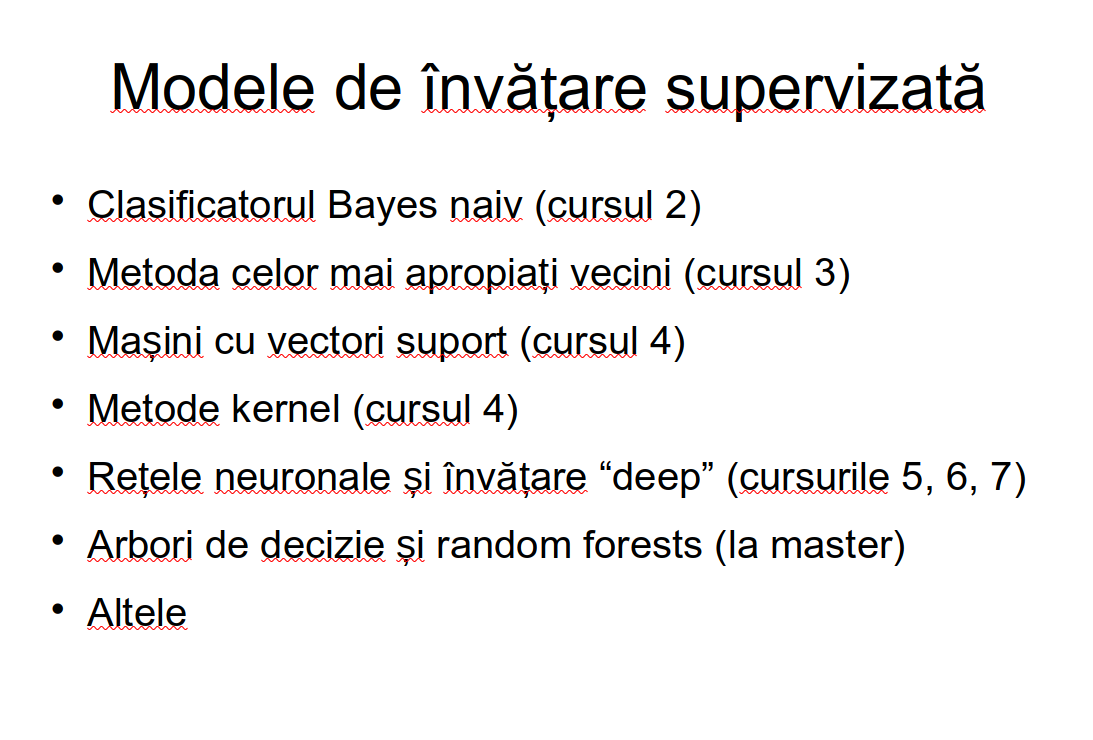 Modele de învățare supervizată
• Clasificatorul Bayes naiv (cursul 2)
• Metoda celor mai apropiați vecini (cursul 3)
• Mașini cu vectori suport (cursul 4)
• Metode kernel (cursul 4)
• Rețele neuronale și învățare “deep” (cursurile 5, 6, 7)
• Arbori de decizie și random forests (la master)
• Altele